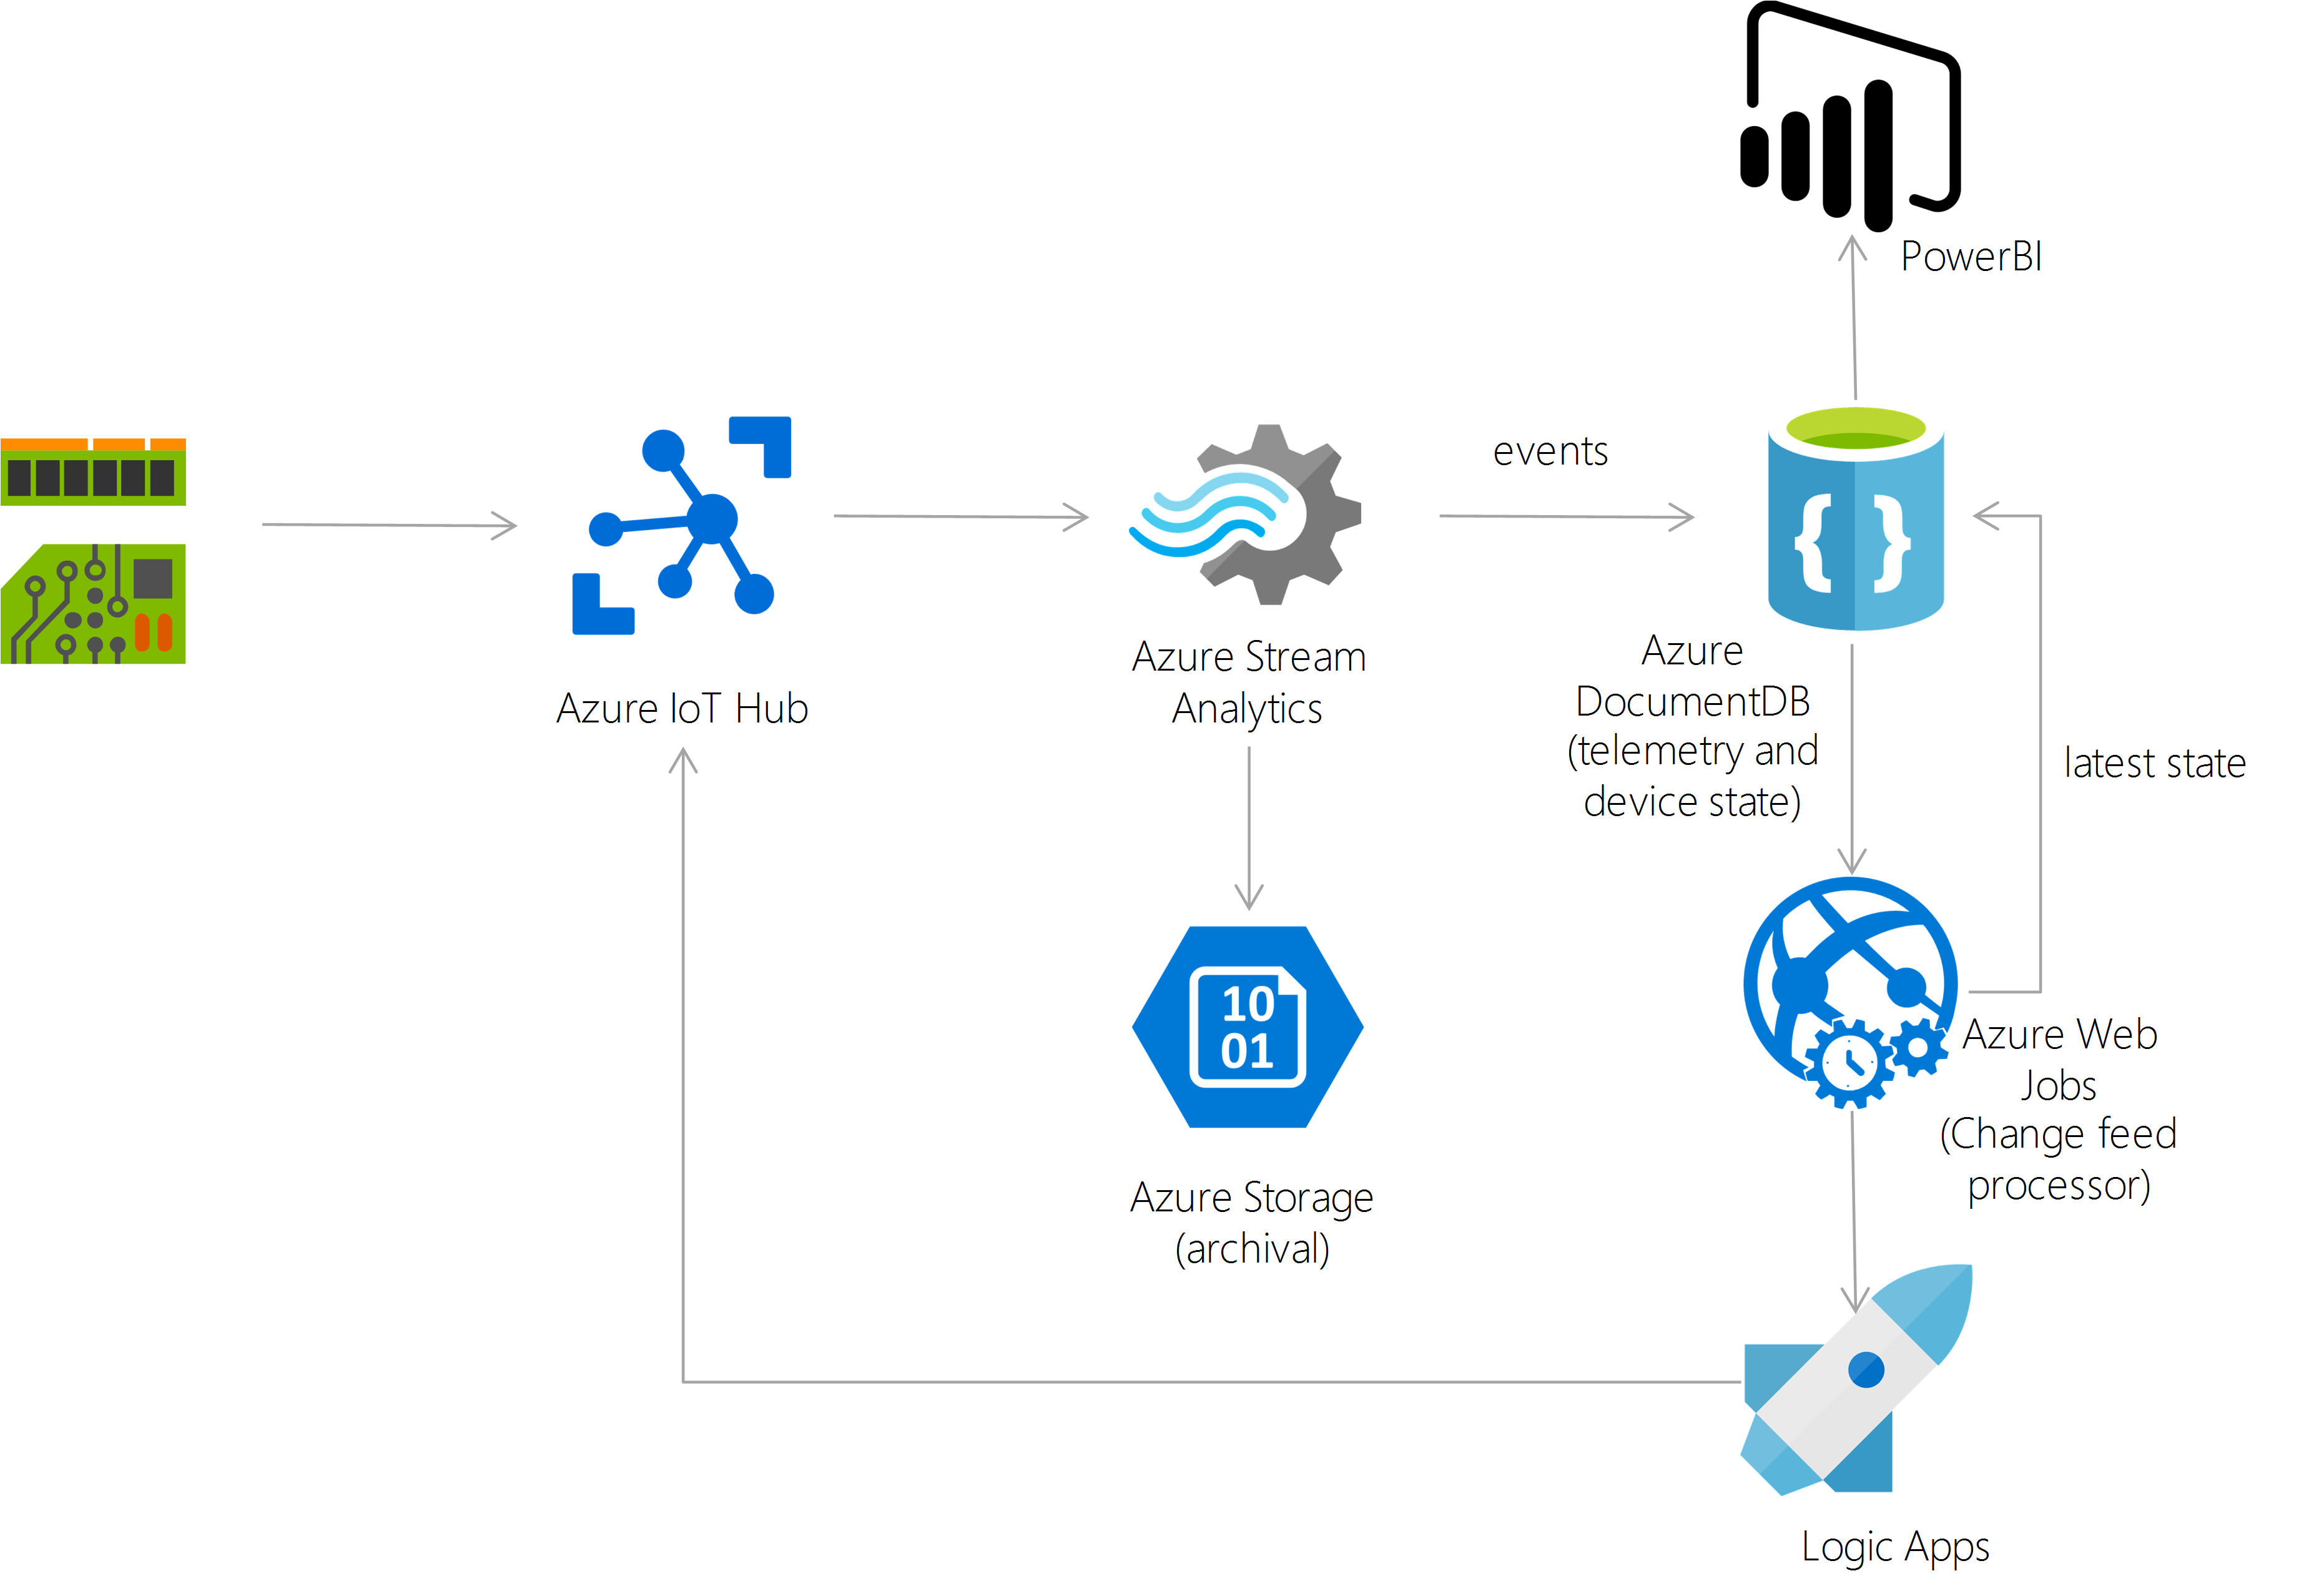 PowerBI
events
Azure IoT Hub
Azure Stream
Analytics
Azure
DocumentDB
(telemetry and
device state)
latest state
10
01
Azure Storage
(archival)
Azure Web
Jobs
(Change feed
processor)
Logic Apps